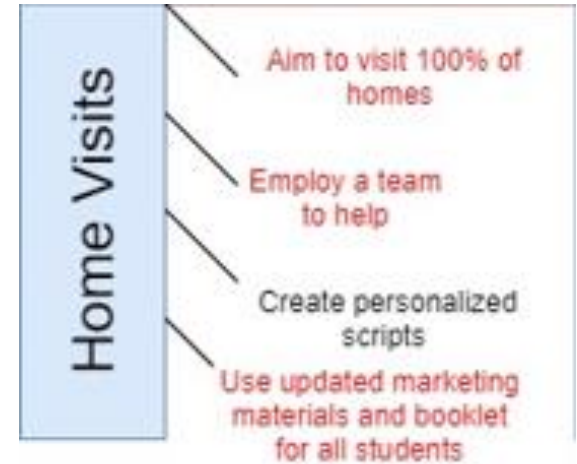 Home Visits
Aim to visit 100% of
homes
Employ a team
to help
Create personalized
scripts
Use updated marketing
materials and booklet
for all students